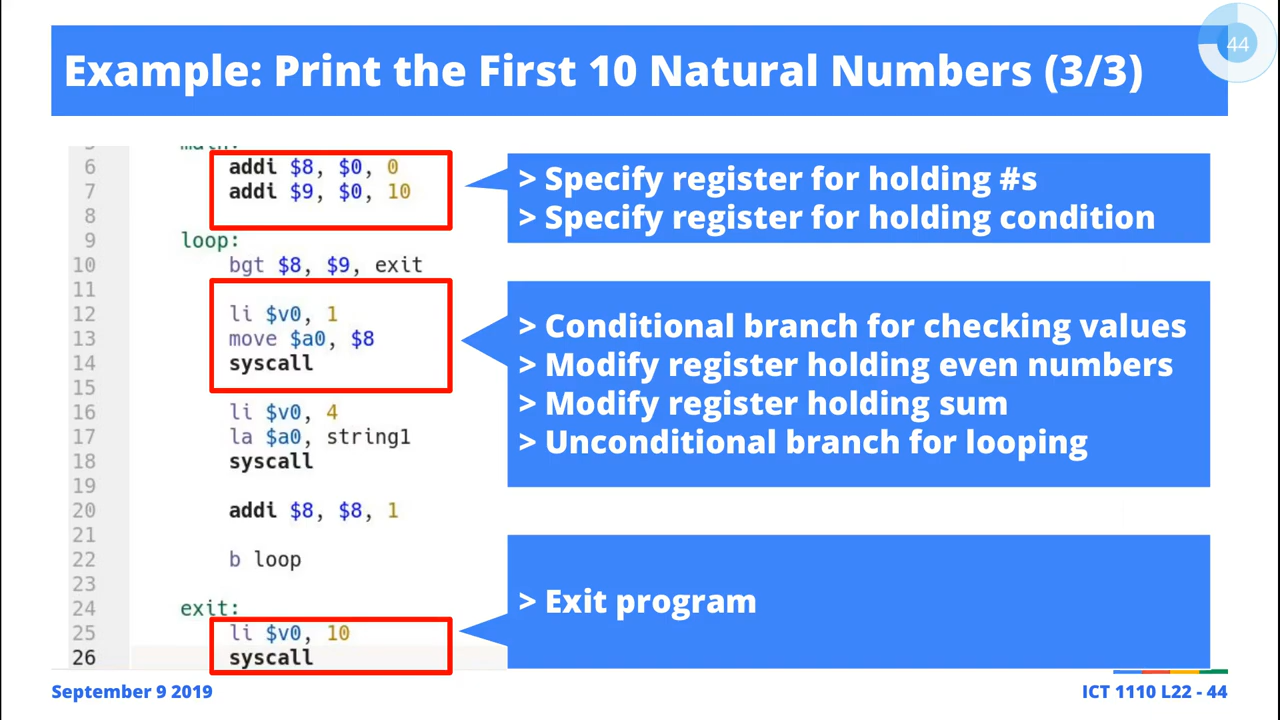 44
Example: Print the First 10 Natural Numbers (3/3)
6 addi $8, $0, 0
7 addi $9, $0, 10
8
9 loop:
10 bgt $8, $9, exit
11
12 li $v0, 1
13 move $a0, $8
14 syscall
15
16 li $v0, 4
17 la $a0, string1
18 syscall
19
20 addi $8, $8, 1
21
22 b loop
23
24 exit:
25 li $v0, 10
26 syscall
> Specify register for holding #s
> Specify register for holding condition
> Conditional branch for checking values
> Modify register holding even numbers
> Modify register holding sum
> Unconditional branch for looping
> Exit program
September 9 2019
ICT 1110 L22 - 44